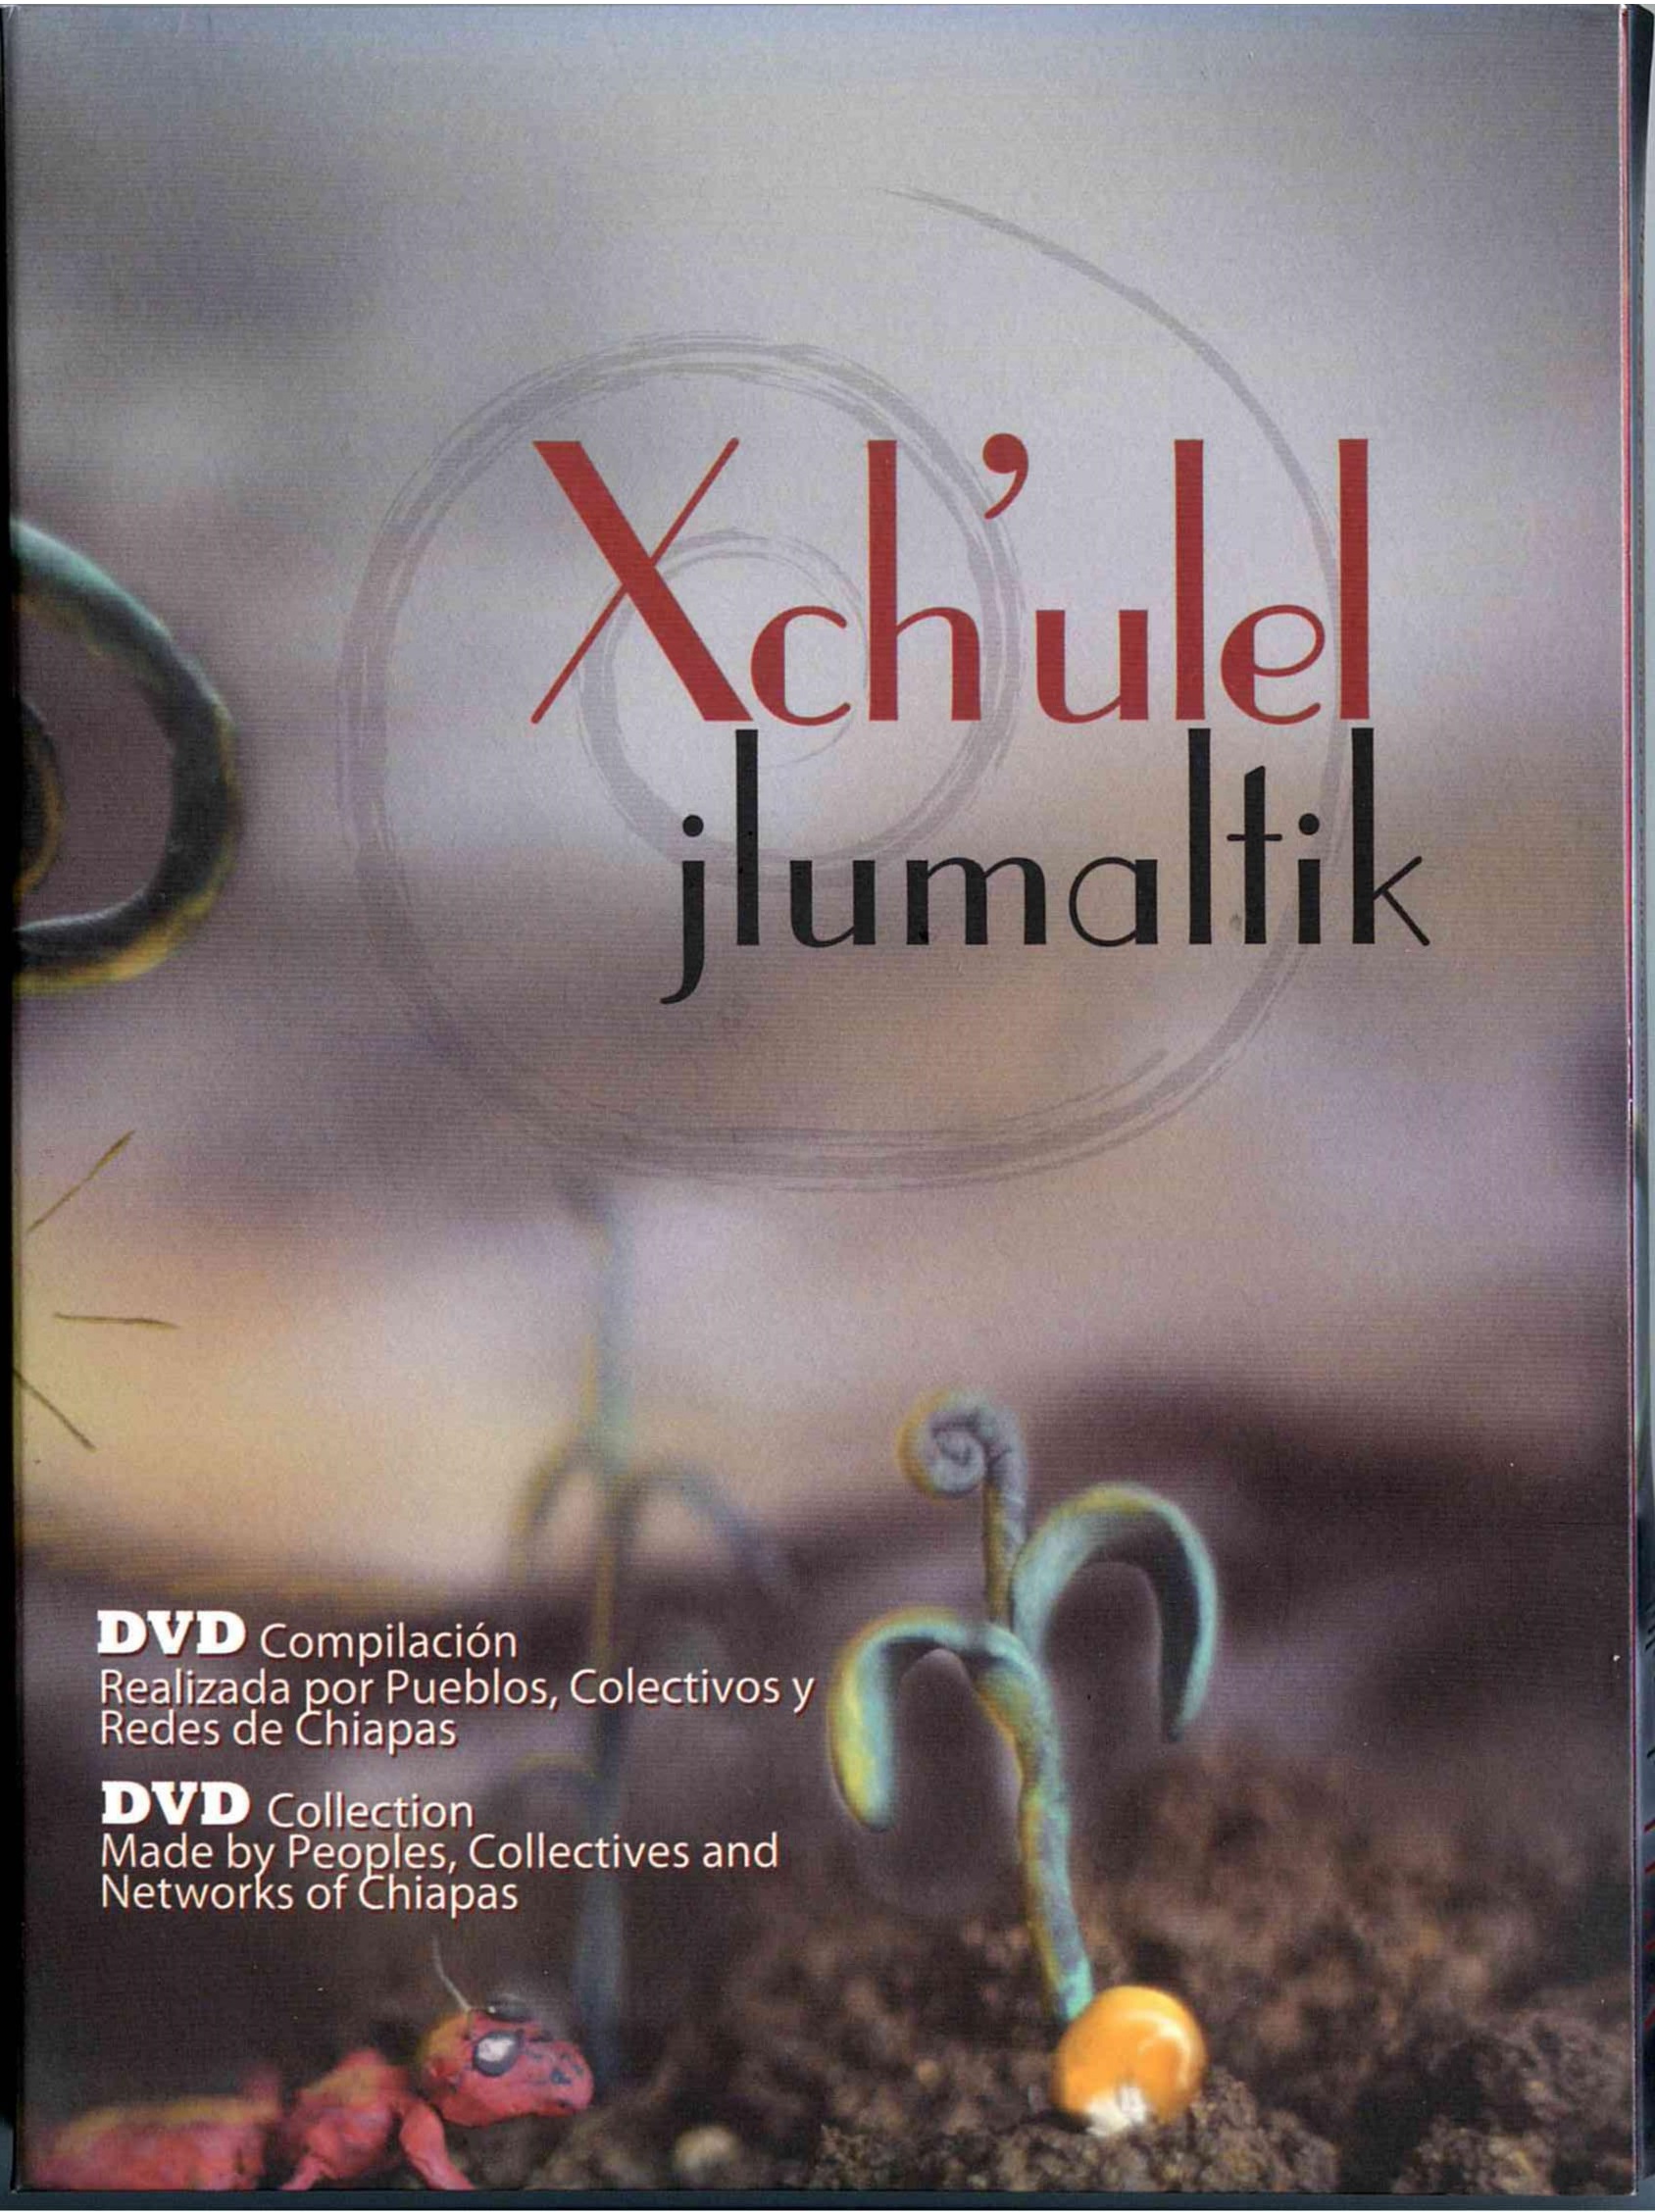 Xch’ulel
jlumaltik
DVD Compilación
Realizada por Pueblos, Colectivos y
Redes de Chiapas
DVD Collection
Made by Peoples, Collectives and
Networks of Chiapas